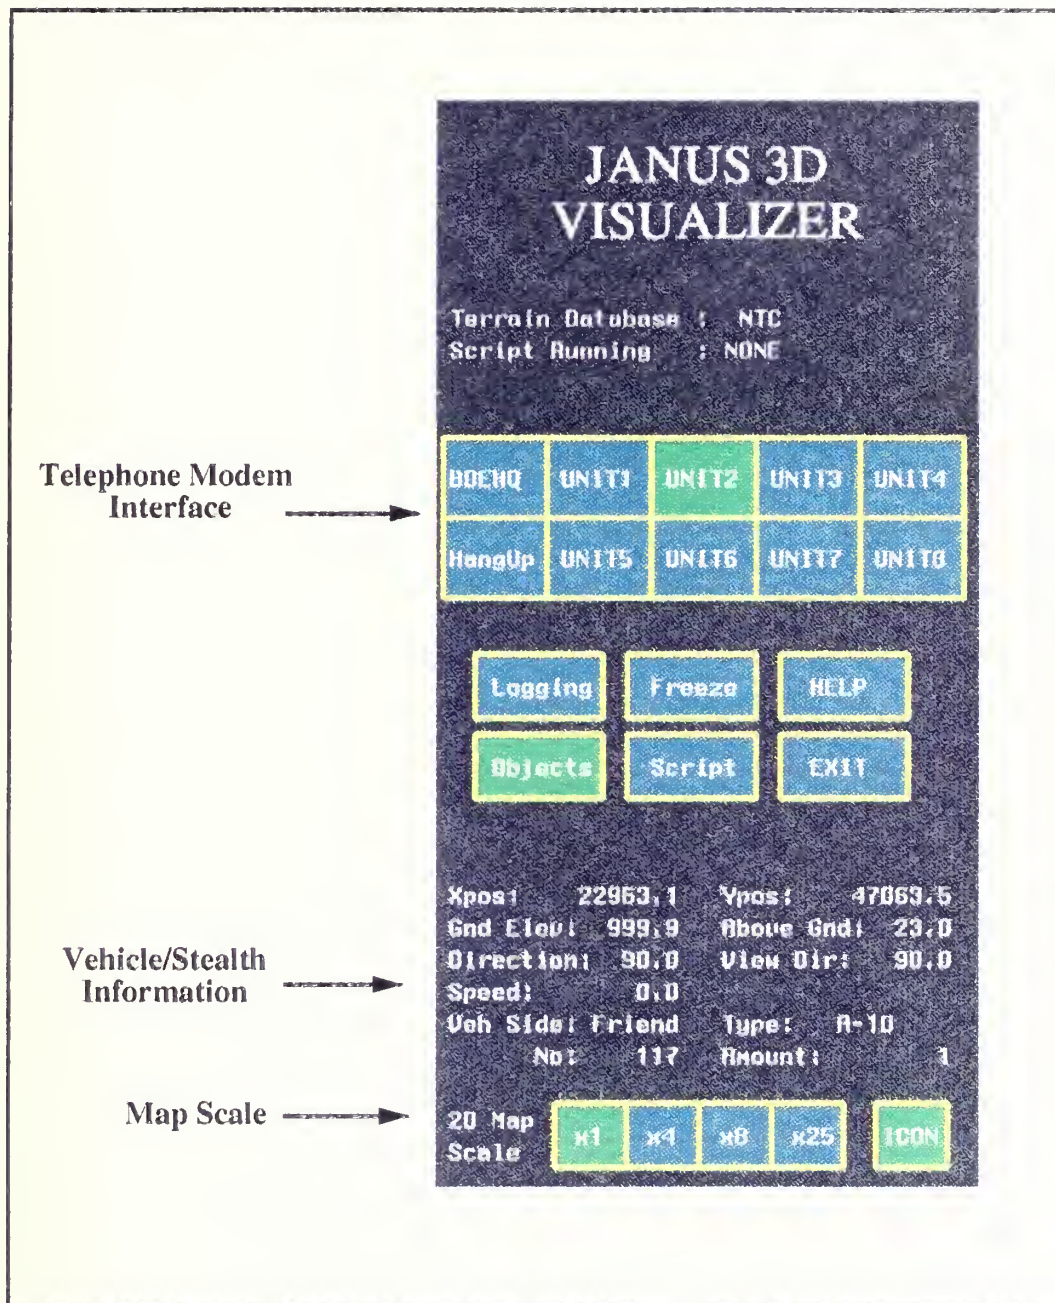 JANUS 3D
VISUALIZER
Terrain Database : NTC
Script Running : NONE
Telephone Modem
Interface
BDEHQ UNIT1 UNIT2 UNIT3 UNIT4
HangUp UNIT5 UNIT6 UNIT7 UNIT8
Logging Freeze HELP
Objects Script EXIT
Xpos: 22963.1 Ypos: 47063.5
Gnd Elev: 999.9 Above Gnd: 23.0
Direction: 90.0 View Dir: 90.0
Speed: 0.0
Veh Side: Friend Type: A-10
No: 117 Amount: 1
Vehicle/Stealth
Information
Map Scale
2D Map
Scale
x1 x4 x8 x25 ICON